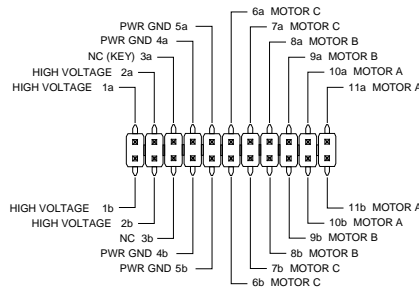 6a MOTOR C
PWR GND 5a
7a MOTOR C
PWR GND 4a
8a MOTOR B
NC (KEY) 3a
9a MOTOR B
HIGH VOLTAGE 2a
10a MOTOR A
HIGH VOLTAGE 1a
11a MOTOR A
HIGH VOLTAGE 1b
11b MOTOR A
HIGH VOLTAGE 2b
10b MOTOR A
NC 3b
9b MOTOR B
PWR GND 4b
8b MOTOR B
PWR GND 5b
7b MOTOR C
6b MOTOR C